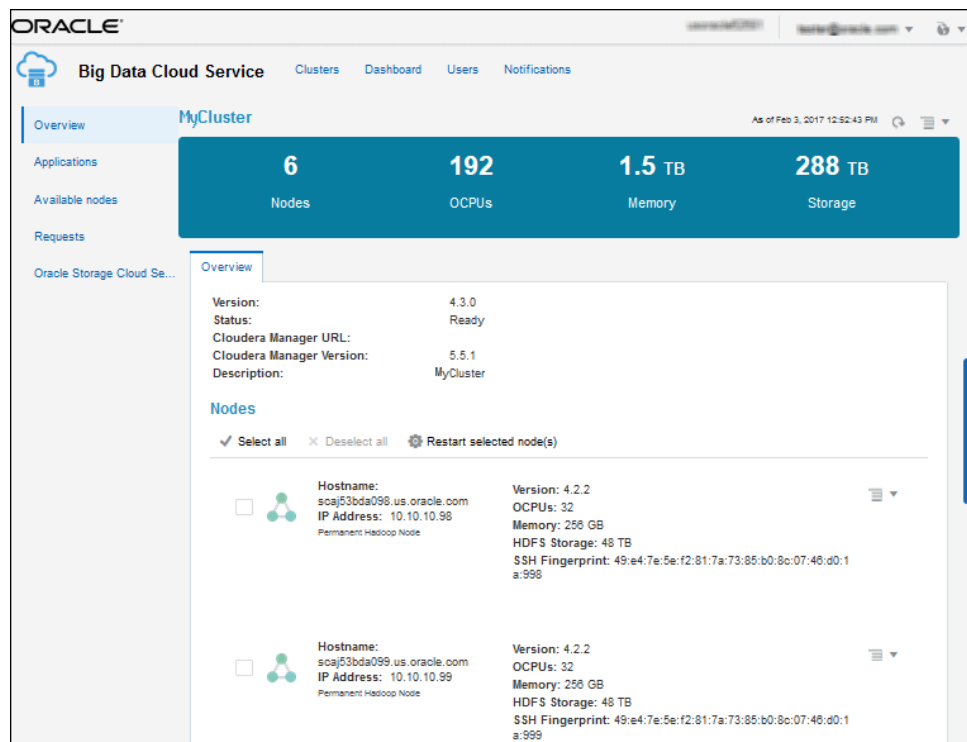 ORACLE
Big Data Cloud Service Clusters Dashboard Users Notifications
Overview
Applications
Available nodes
Requests
Oracle Storage Cloud Se...
MyCluster As of Feb 3, 2017 12:52:43 PM
6 192 1.5 TB 288 TB
Nodes OCPUs Memory Storage
Overview
Version: 4.3.0
Status: Ready
Cloudera Manager URL:
Cloudera Manager Version: 5.5.1
Description: MyCluster
Nodes
Select all Deselect all Restart selected node(s)
Hostname:
scaj53bda098.us.oracle.com
IP Address: 10.10.10.98
Permanent Hadoop Node
Version: 4.2.2
OCPUs: 32
Memory: 256 GB
HDFS Storage: 48 TB
SSH Fingerprint: 49:e4:7e:5e:f2:81:7a:73:85:b0:8c:07:46:d0:1
a:998
Hostname:
scaj53bda099.us.oracle.com
IP Address: 10.10.10.99
Permanent Hadoop Node
Version: 4.2.2
OCPUs: 32
Memory: 256 GB
HDFS Storage: 48 TB
SSH Fingerprint: 49:e4:7e:5e:f2:81:7a:73:85:b0:8c:07:46:d0:1
a:999